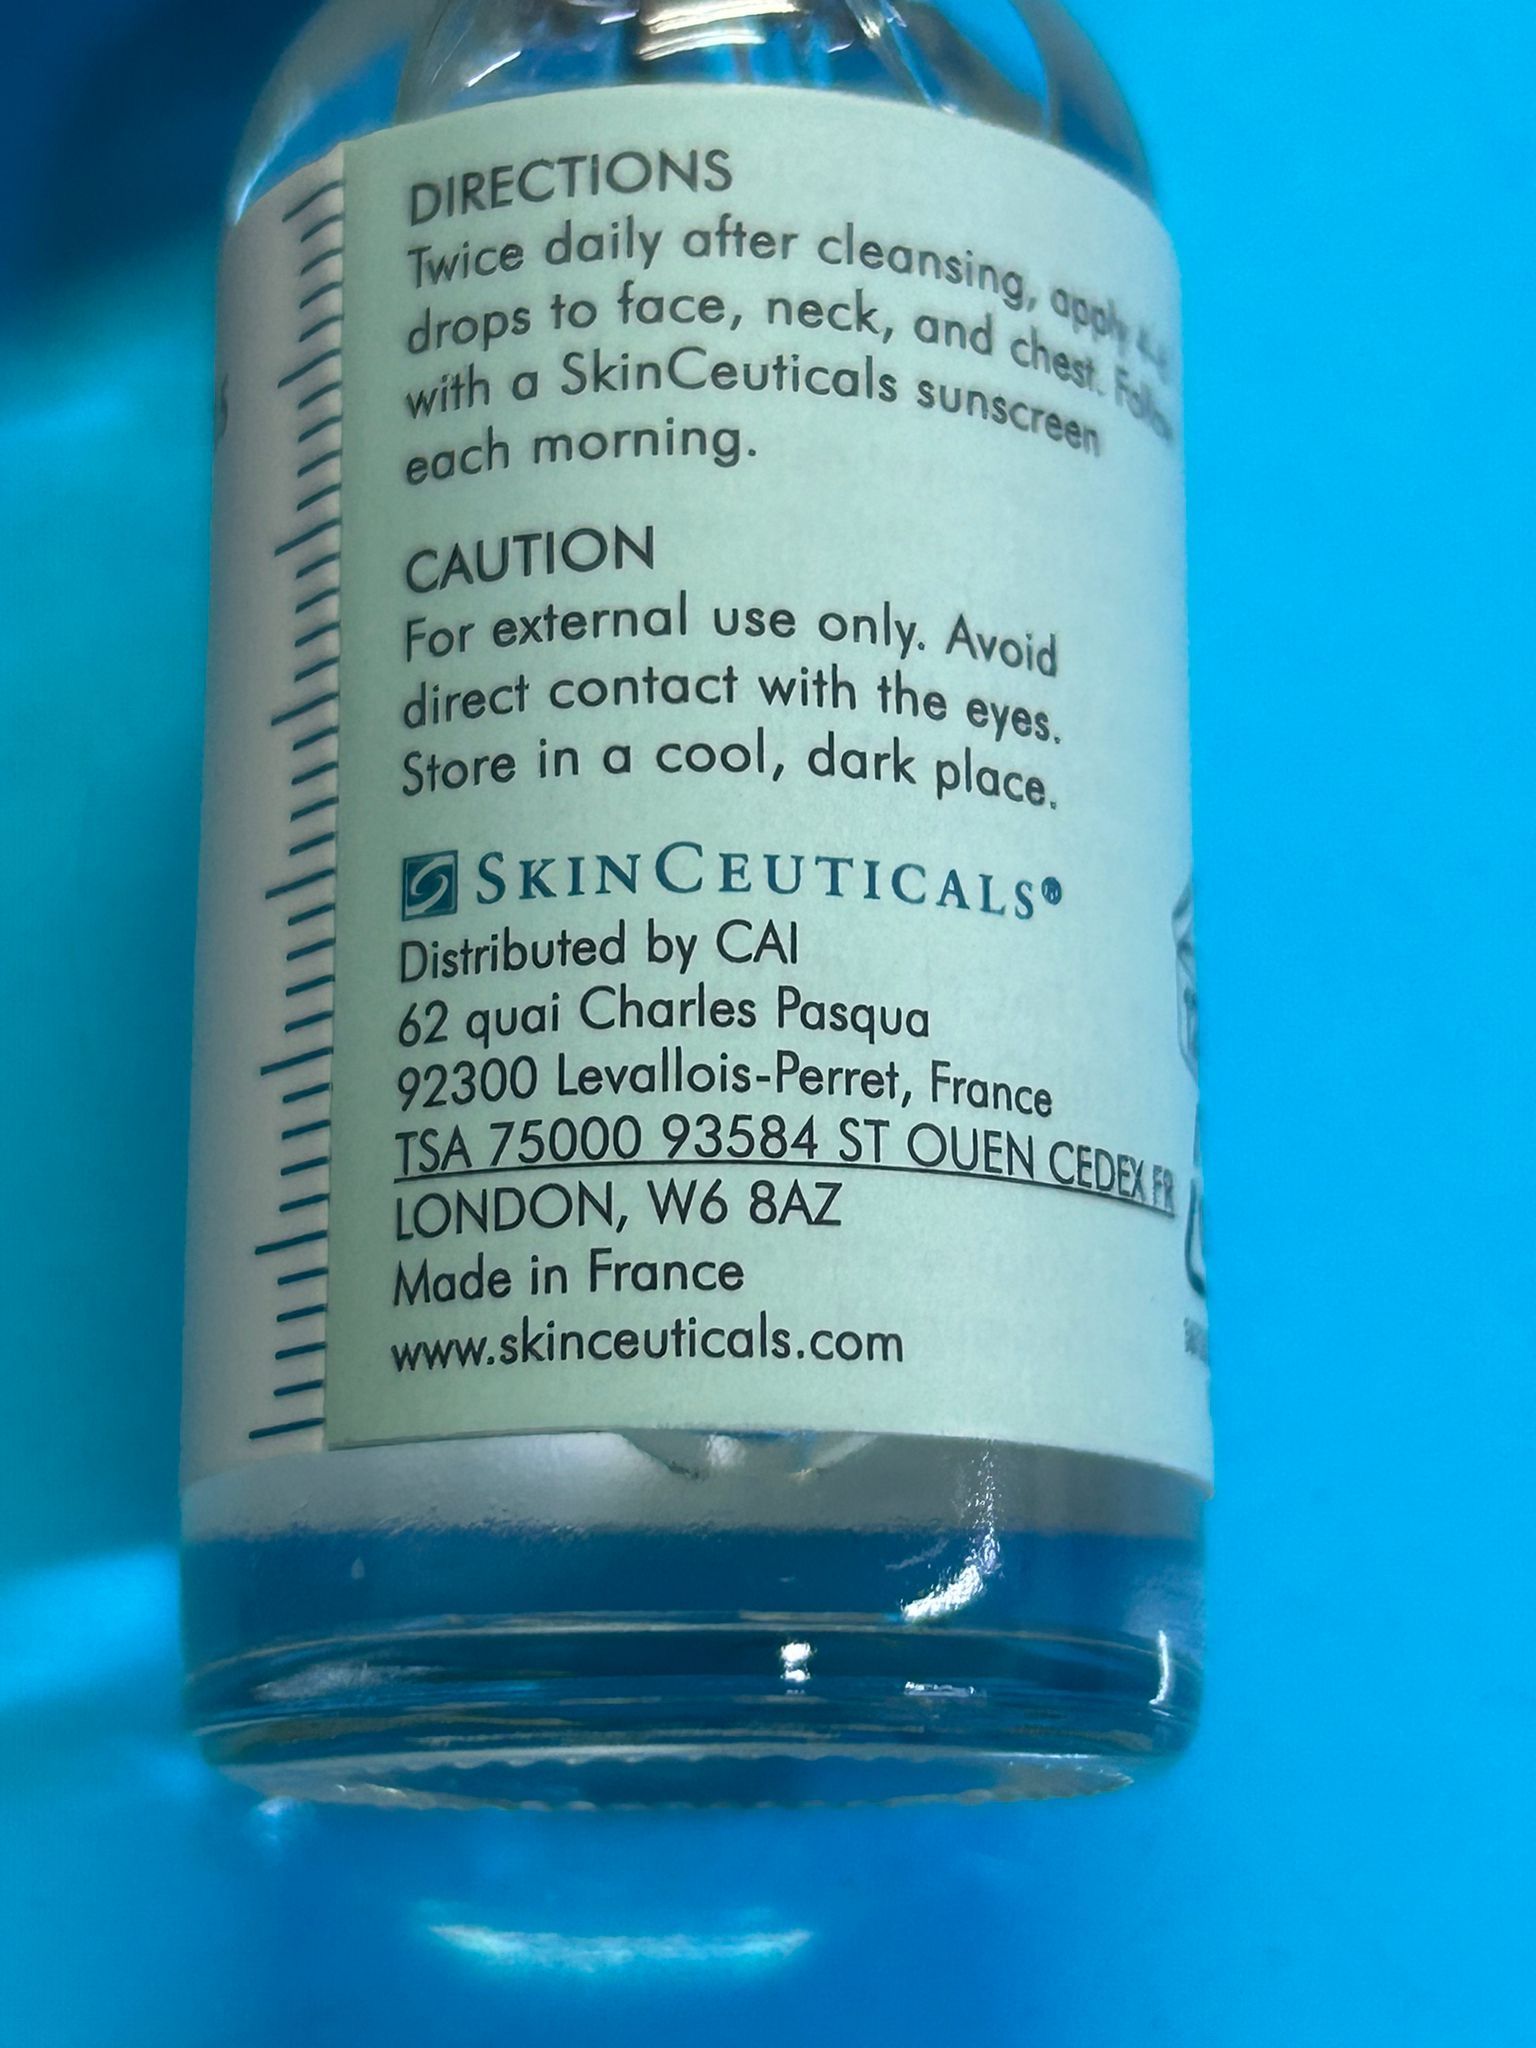 DIRECTIONS
Twice daily after cleansing, apply
drops to face, neck, and chest. Follow
with a SkinCeuticals sunscreen
each morning.
CAUTION
For external use only. Avoid
direct contact with the eyes.
Store in a cool, dark place.
SKINCEUTICALS®
Distributed by CAI
62 quai Charles Pasqua
92300 Levallois-Perret, France
TSA 75000 93584 ST OUEN CEDEX FR
LONDON, W6 8AZ
Made in France
www.skinceuticals.com